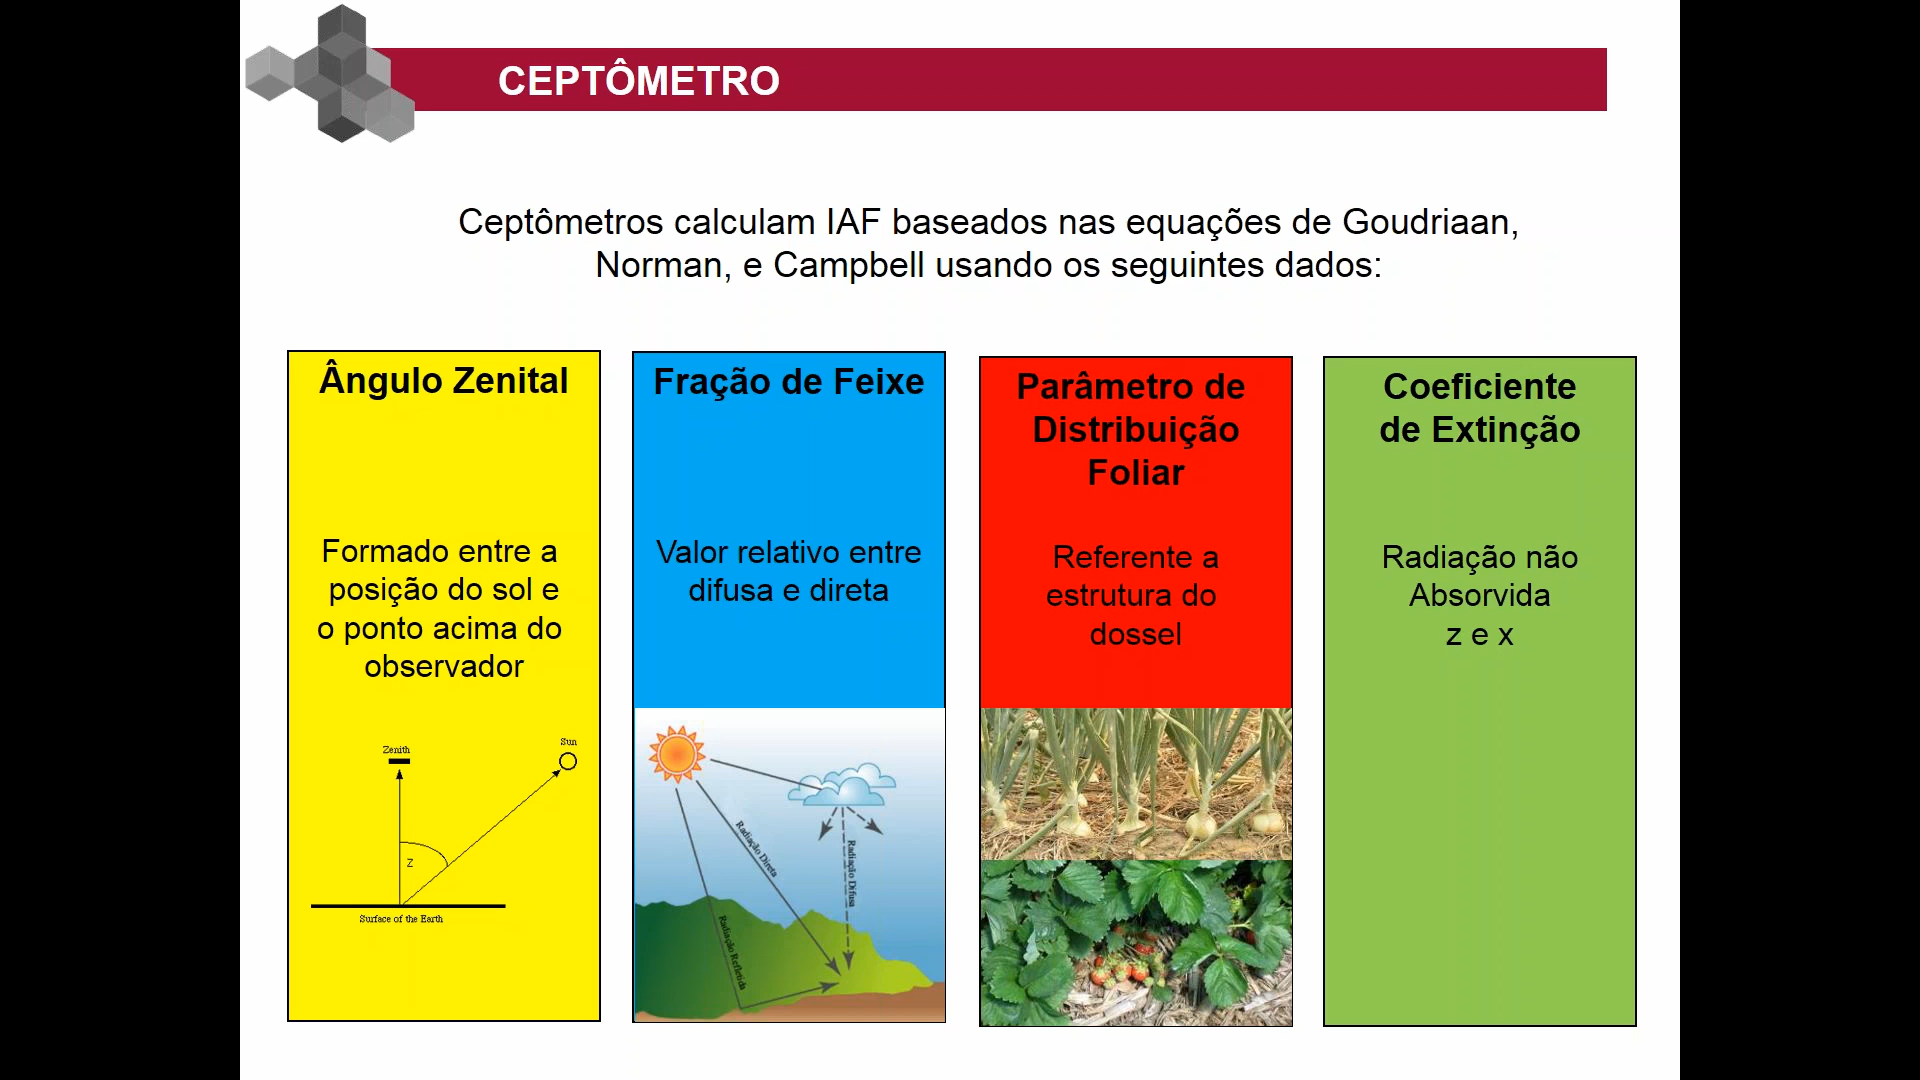 CEPTÔMETRO
Ceptômetros calculam IAF baseados nas equações de Goudriaan,
Norman, e Campbell usando os seguintes dados:
Ângulo Zenital
Formado entre a
posição do sol e
o ponto acima do
observador
Zenith
Sun
Z
Surface of the Earth
Fração de Feixe
Valor relativo entre
difusa e direta
Radiação Direta
Radiação Difusa
Radiação Refletida
Parâmetro de
Distribuição
Foliar
Referente a
estrutura do
dossel
Coeficiente
de Extinção
Radiação não
Absorvida
z e x